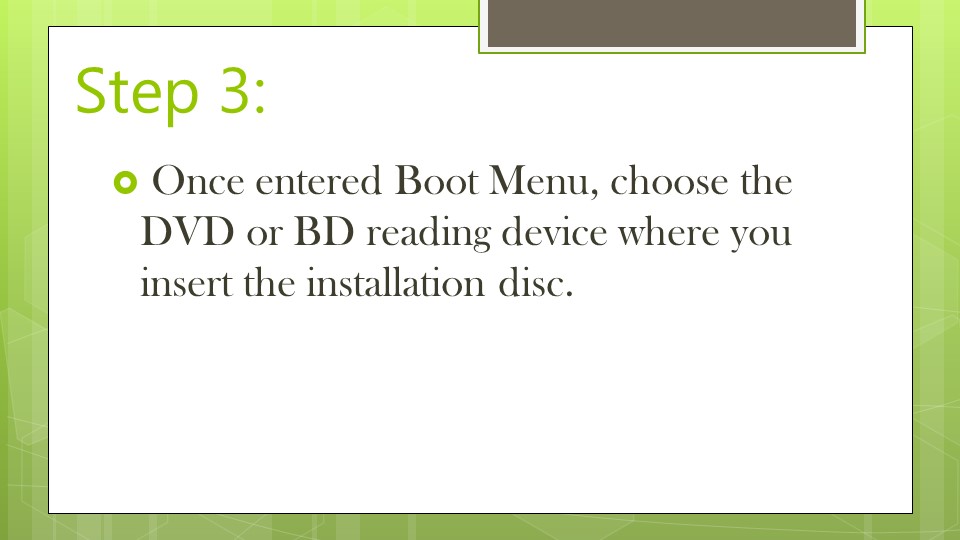 Step 3:
Once entered Boot Menu, choose the
DVD or BD reading device where you
insert the installation disc.